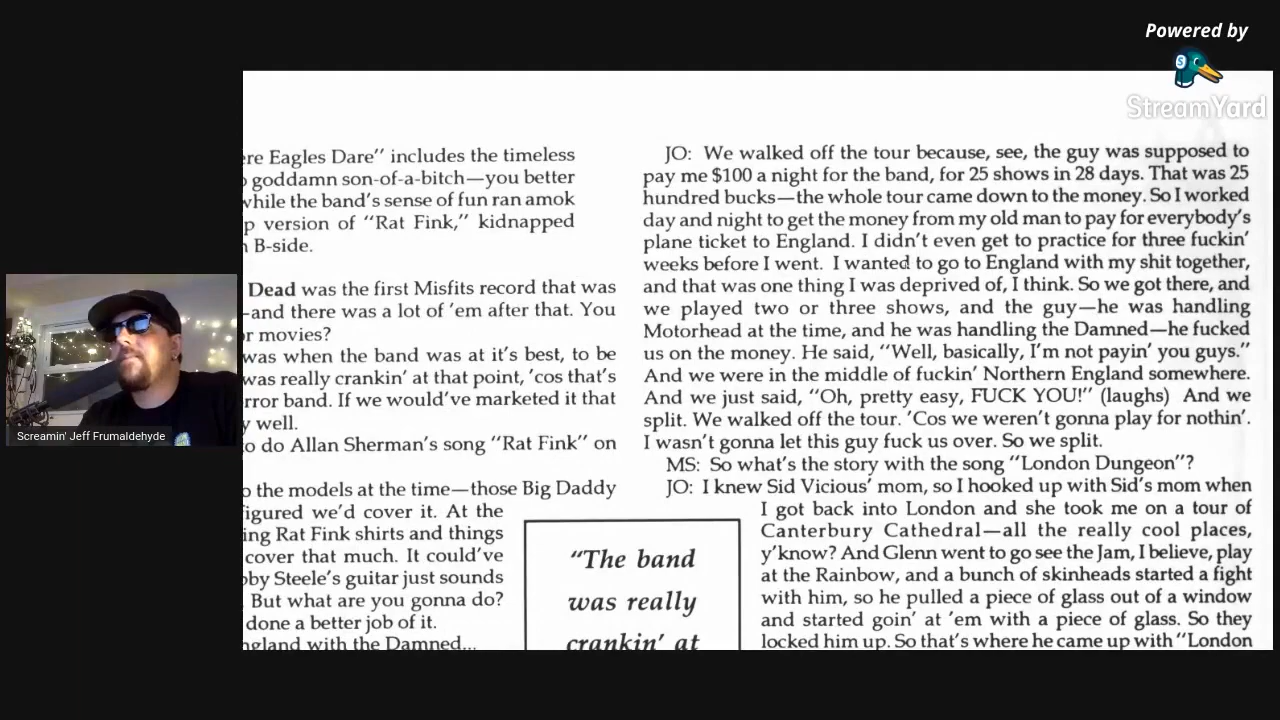 Powered by
StreamYard
Screamin' Jeff Frumaldehyde
ere Eagles Dare” includes the timeless
goddamn son-of-a-bitch—you better
while the band’s sense of fun ran amok
version of “Rat Fink,” kidnapped
B-side.
Dead was the first Misfits record that was
—and there was a lot of ’em after that. You
or movies?
was when the band was at it’s best, to be
was really crankin’ at that point, ’cos that’s
rror band. If we would’ve marketed it that
y well.
do Allan Sherman’s song “Rat Fink” on
o the models at the time—those Big Daddy
figured we’d cover it. At the
ing Rat Fink shirts and things
cover that much. It could’ve
bby Steele’s guitar just sounds
But what are you gonna do?
done a better job of it.
ngland with the Damned...
“The band
was really
crankin’ at
JO: We walked off the tour because, see, the guy was supposed to
pay me $100 a night for the band, for 25 shows in 28 days. That was 25
hundred bucks—the whole tour came down to the money. So I worked
day and night to get the money from my old man to pay for everybody’s
plane ticket to England. I didn’t even get to practice for three fuckin’
weeks before I went. I wanted to go to England with my shit together,
and that was one thing I was deprived of, I think. So we got there, and
we played two or three shows, and the guy—he was handling
Motorhead at the time, and he was handling the Damned—he fucked
us on the money. He said, “Well, basically, I’m not payin’ you guys.”
And we were in the middle of fuckin’ Northern England somewhere.
And we just said, “Oh, pretty easy, FUCK YOU!” (laughs) And we
split. We walked off the tour. ’Cos we weren’t gonna play for nothin’.
I wasn’t gonna let this guy fuck us over. So we split.
MS: So what’s the story with the song “London Dungeon”?
JO: I knew Sid Vicious’ mom, so I hooked up with Sid’s mom when
I got back into London and she took me on a tour of
Canterbury Cathedral—all the really cool places,
y’know? And Glenn went to go see the Jam, I believe, play
at the Rainbow, and a bunch of skinheads started a fight
with him, so he pulled a piece of glass out of a window
and started goin’ at ’em with a piece of glass. So they
locked him up. So that’s where he came up with “London